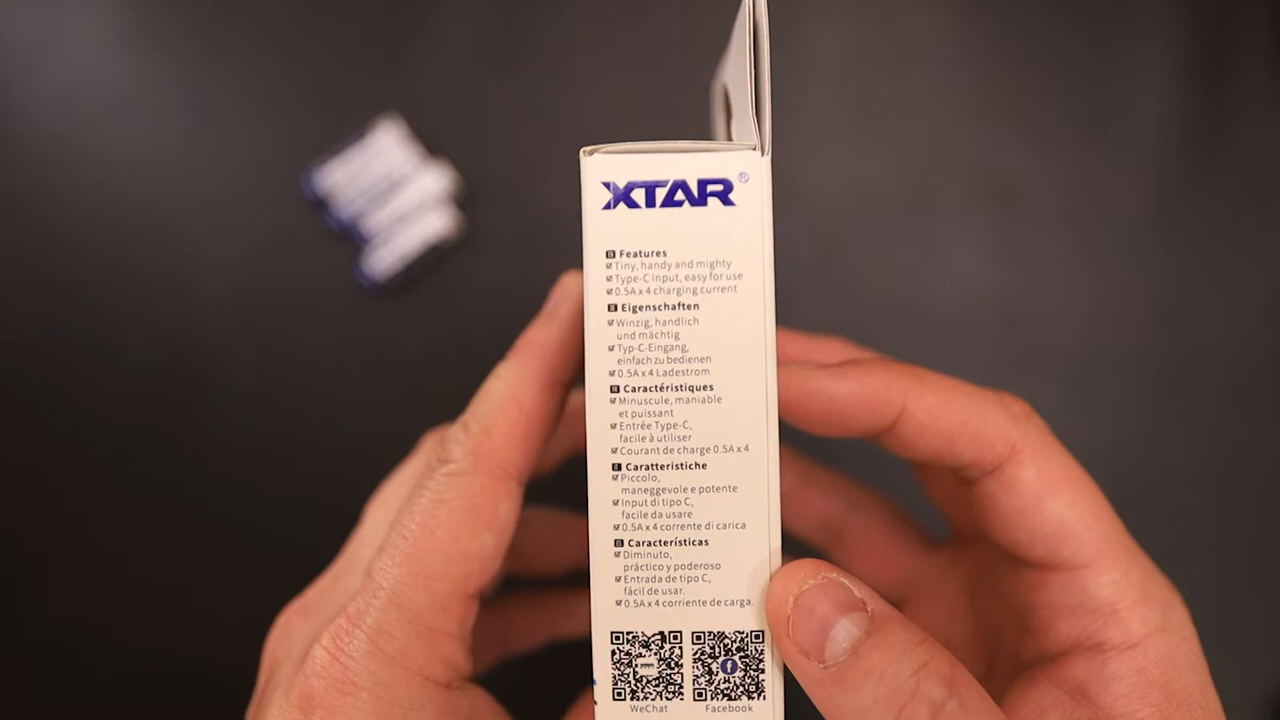 XTAR®
Features
Tiny, handy and mighty
Type-C input, easy for use
0.5A x 4 charging current
Eigenschaften
Winzig, handlich
und mächtig
Typ-C-Eingang,
einfach zu bedienen
0.5A x 4 Ladestrom
Caractéristiques
Minuscule, maniable
et puissant
Entrée Type-C,
facile à utiliser
Courant de charge 0.5A x 4
Caratteristiche
Piccolo,
maneggevole e potente
Input di tipo C,
facile da usare
0.5A x 4 corrente di carica
Características
Diminuto,
práctico y poderoso
Entrada de tipo C,
fácil de usar.
0.5A x 4 corriente de carga.
WeChat Facebook